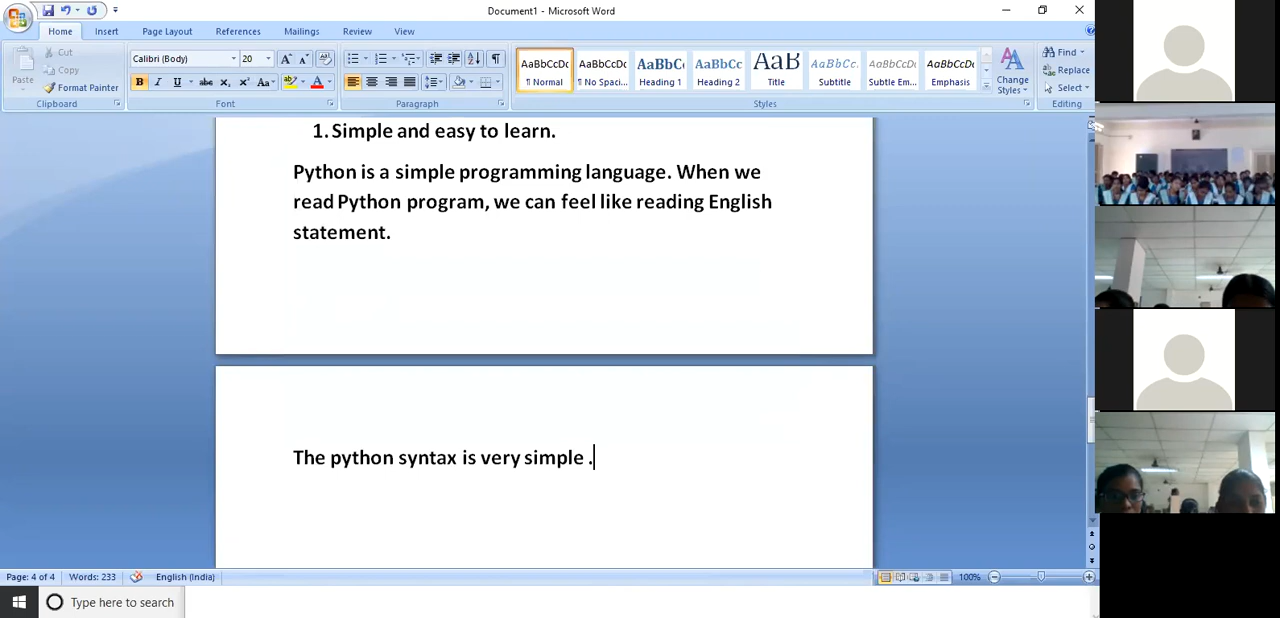 Document1 - Microsoft Word
Home Insert Page Layout References Mailings Review View
Paste
Cut
Copy
Format Painter
Clipboard
Calibri (Body) 20
Font
Paragraph
AaBbCcDc
¶ Normal
AaBbCcDc
¶ No Spaci...
AaBbCc
Heading 1
AaBbCc
Heading 2
AaB
Title
AaBbCc.
Subtitle
AaBbCcDc
Subtle Em...
AaBbCcDc
Emphasis
Change
Styles
Styles
Find
Replace
Select
Editing
1. Simple and easy to learn.
Python is a simple programming language. When we
read Python program, we can feel like reading English
statement.
The python syntax is very simple .
Page: 4 of 4 Words: 233 English (India) 100%
Type here to search